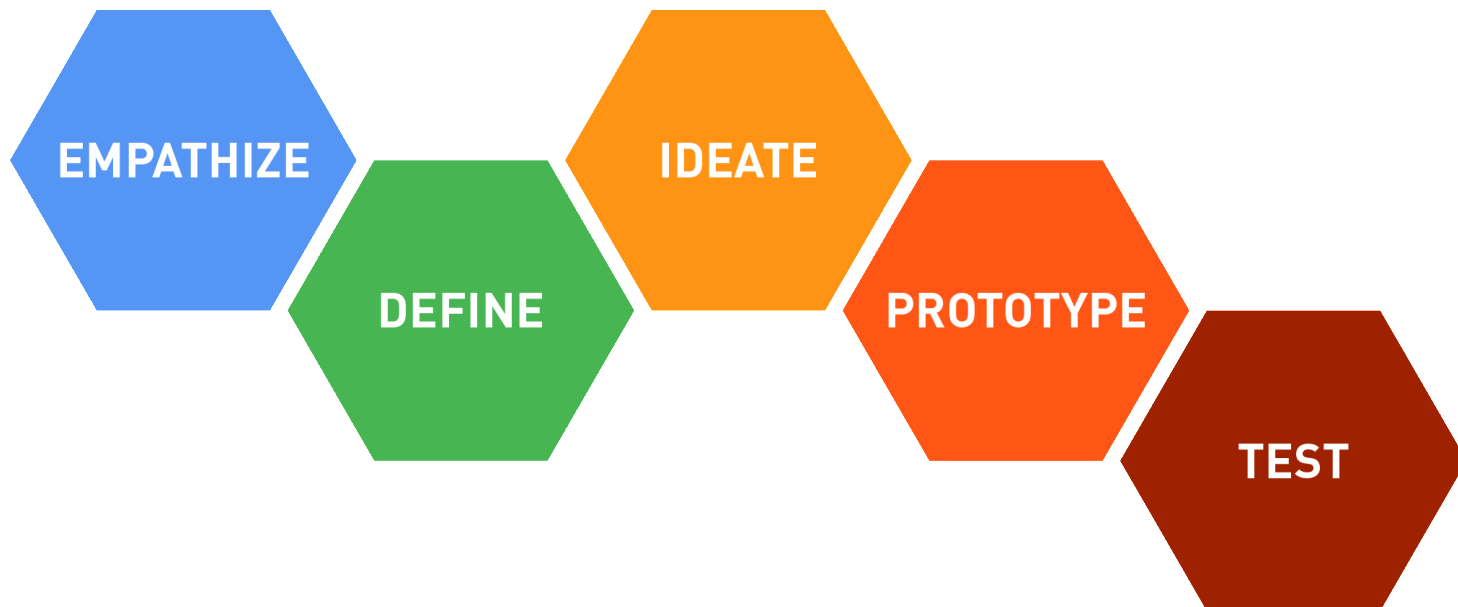 EMPATHIZE
DEFINE
IDEATE
PROTOTYPE
TEST